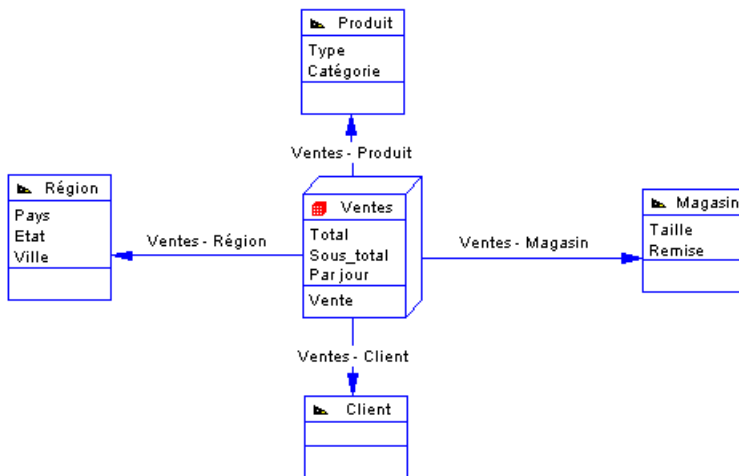 Produit
Type
Catégorie
Ventes - Produit
Région
Pays
Etat
Ville
Ventes - Région
Ventes
Total
Sous_total
Par jour
Vente
Ventes - Magasin
Magasin
Taille
Remise
Ventes - Client
Client